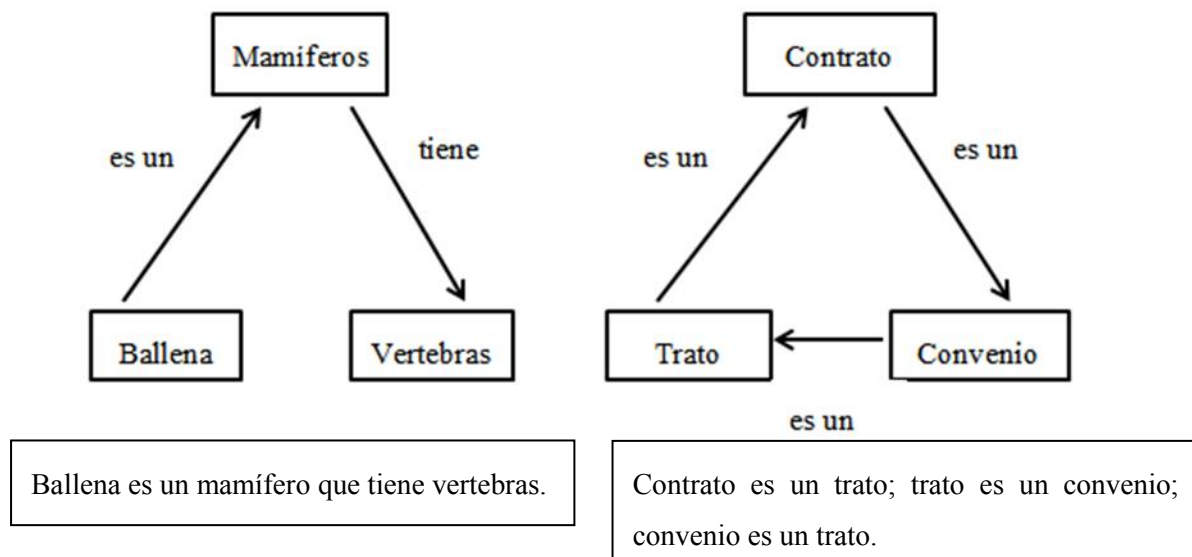 Mamíferos
Contrato
es un
tiene
es un
es un
Ballena
Vertebras
Trato
Convenio
es un
Ballena es un mamífero que tiene vertebras.
Contrato es un trato; trato es un convenio;
convenio es un trato.